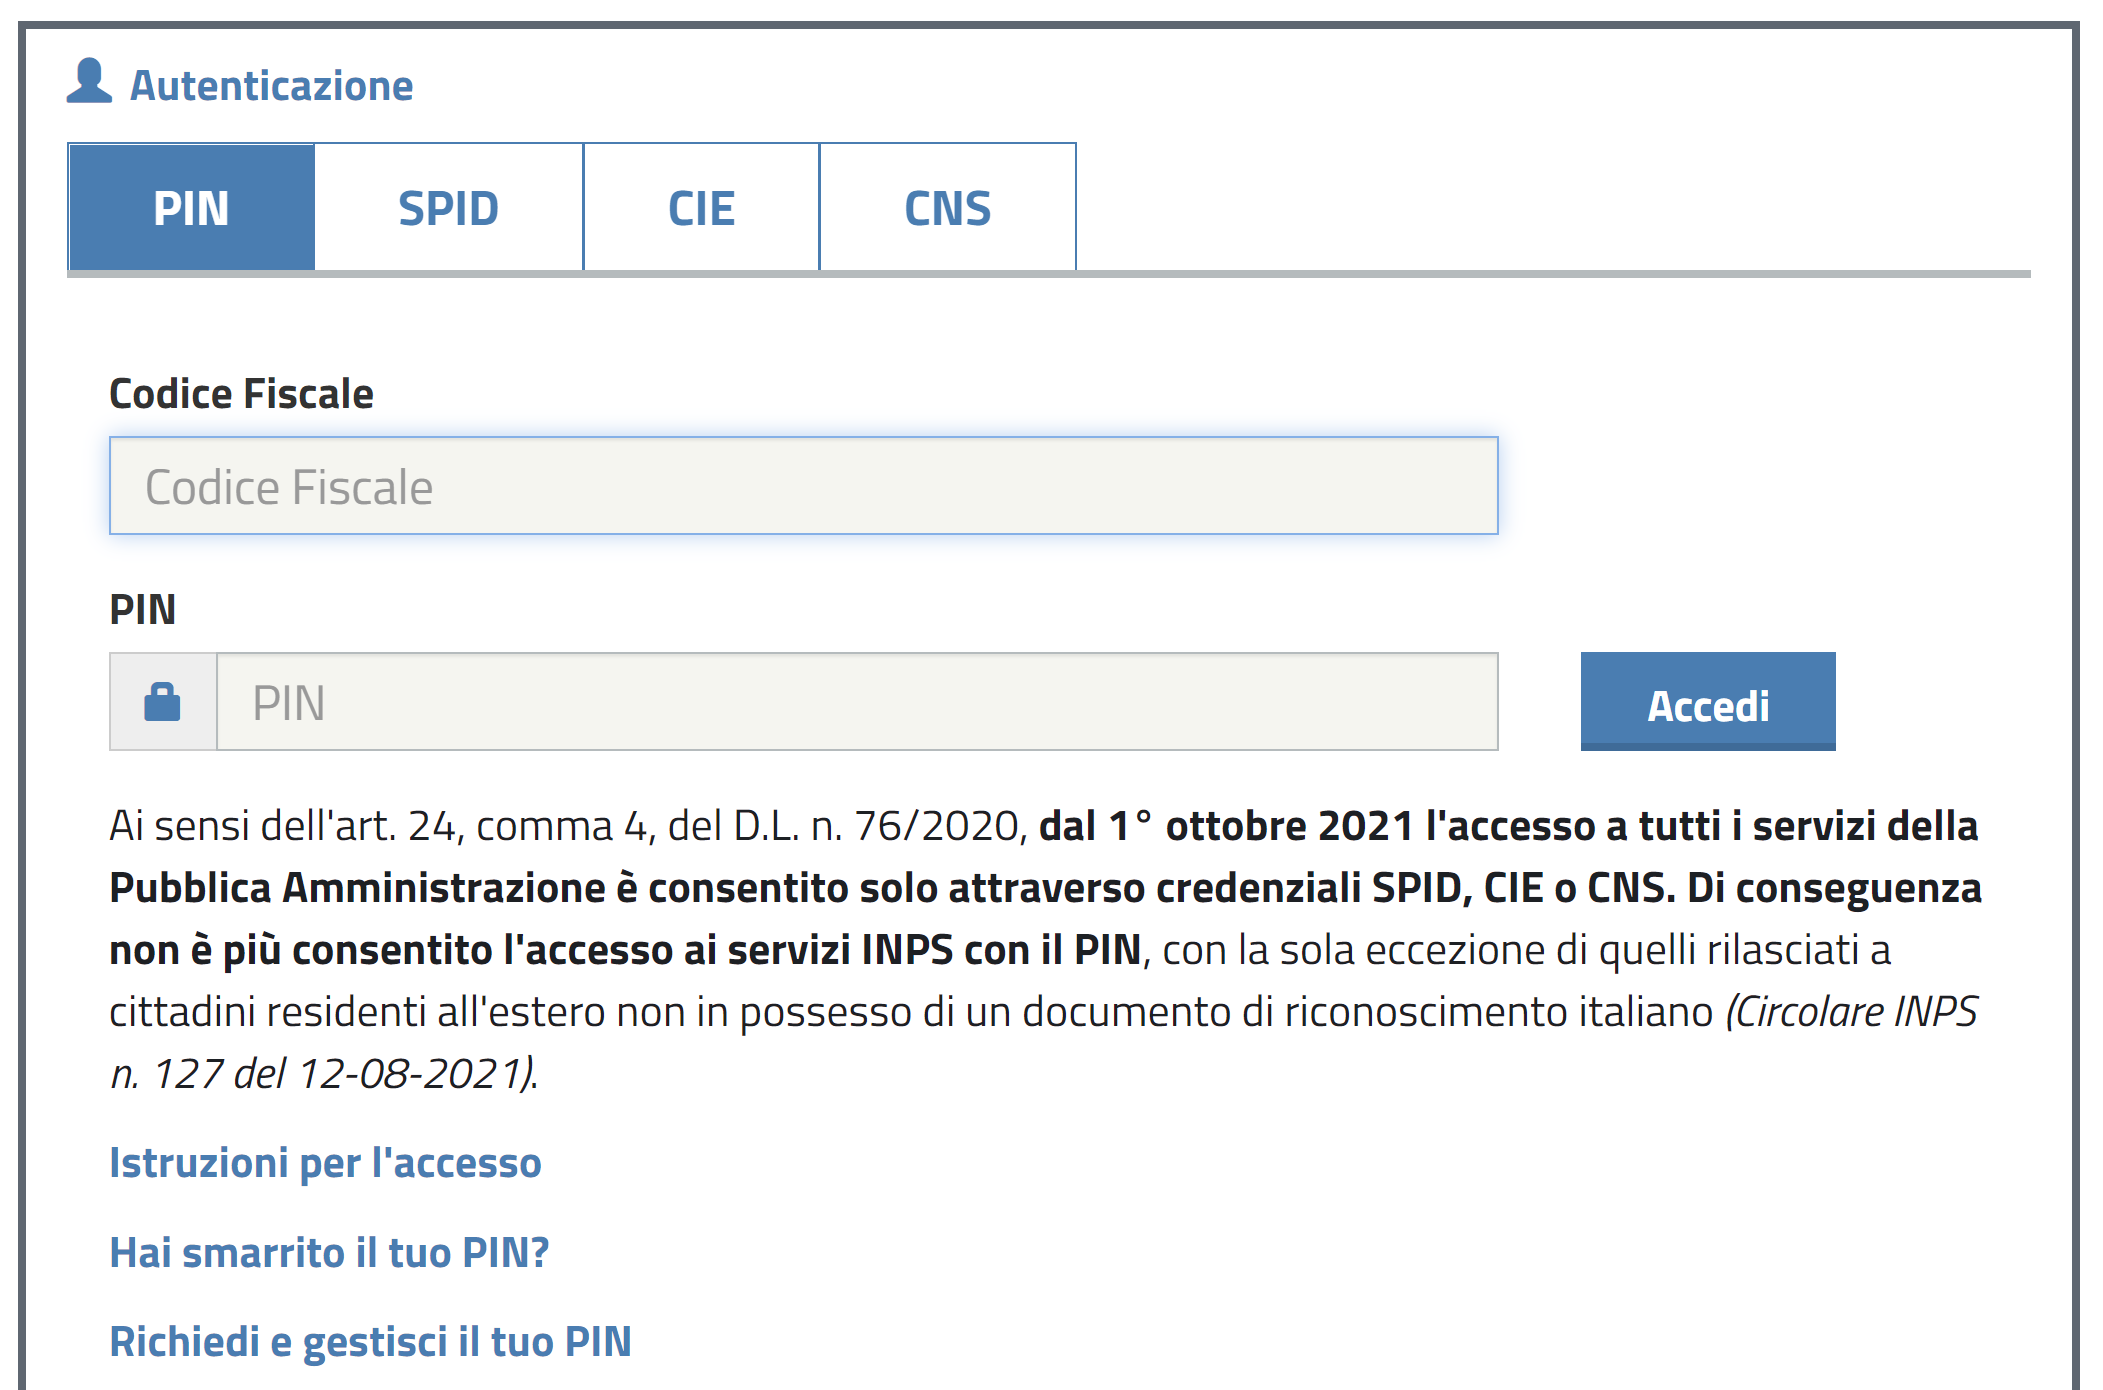 Autenticazione
PIN SPID CIE CNS
Codice Fiscale
Codice Fiscale
PIN
PIN
Accedi
Ai sensi dell'art. 24, comma 4, del D.L. n. 76/2020, dal 1° ottobre 2021 l'accesso a tutti i servizi della
Pubblica Amministrazione è consentito solo attraverso credenziali SPID, CIE o CNS. Di conseguenza
non è più consentito l'accesso ai servizi INPS con il PIN, con la sola eccezione di quelli rilasciati a
cittadini residenti all'estero non in possesso di un documento di riconoscimento italiano (Circolare INPS
n. 127 del 12-08-2021).
Istruzioni per l'accesso
Hai smarrito il tuo PIN?
Richiedi e gestisci il tuo PIN